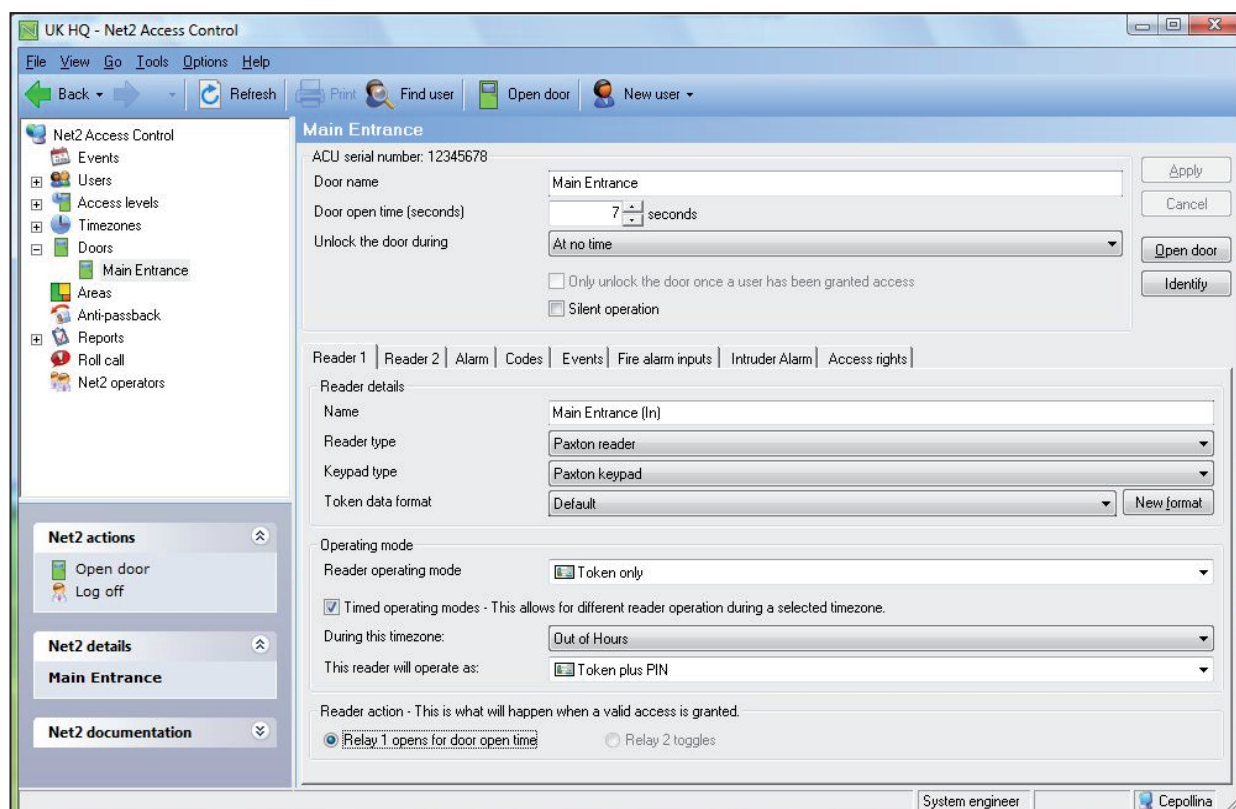 UK HQ - Net2 Access Control
File View Go Tools Options Help
Back Refresh Print Find user Open door New user
Net2 Access Control
Events
Users
Access levels
Timezones
Doors
Main Entrance
Areas
Anti-passback
Reports
Roll call
Net2 operators
Net2 actions
Open door
Log off
Net2 details
Main Entrance
Net2 documentation
Main Entrance
ACU serial number: 12345678
Door name Main Entrance
Door open time (seconds) 7 seconds
Unlock the door during At no time
Only unlock the door once a user has been granted access
Silent operation
Apply
Cancel
Open door
Identify
Reader 1 Reader 2 Alarm Codes Events Fire alarm inputs Intruder Alarm Access rights
Reader details
Name Main Entrance (In)
Reader type Paxton reader
Keypad type Paxton keypad
Token data format Default New format
Operating mode
Reader operating mode Token only
Timed operating modes - This allows for different reader operation during a selected timezone.
During this timezone: Out of Hours
This reader will operate as: Token plus PIN
Reader action - This is what will happen when a valid access is granted.
Relay 1 opens for door open time Relay 2 toggles
System engineer Cepollina